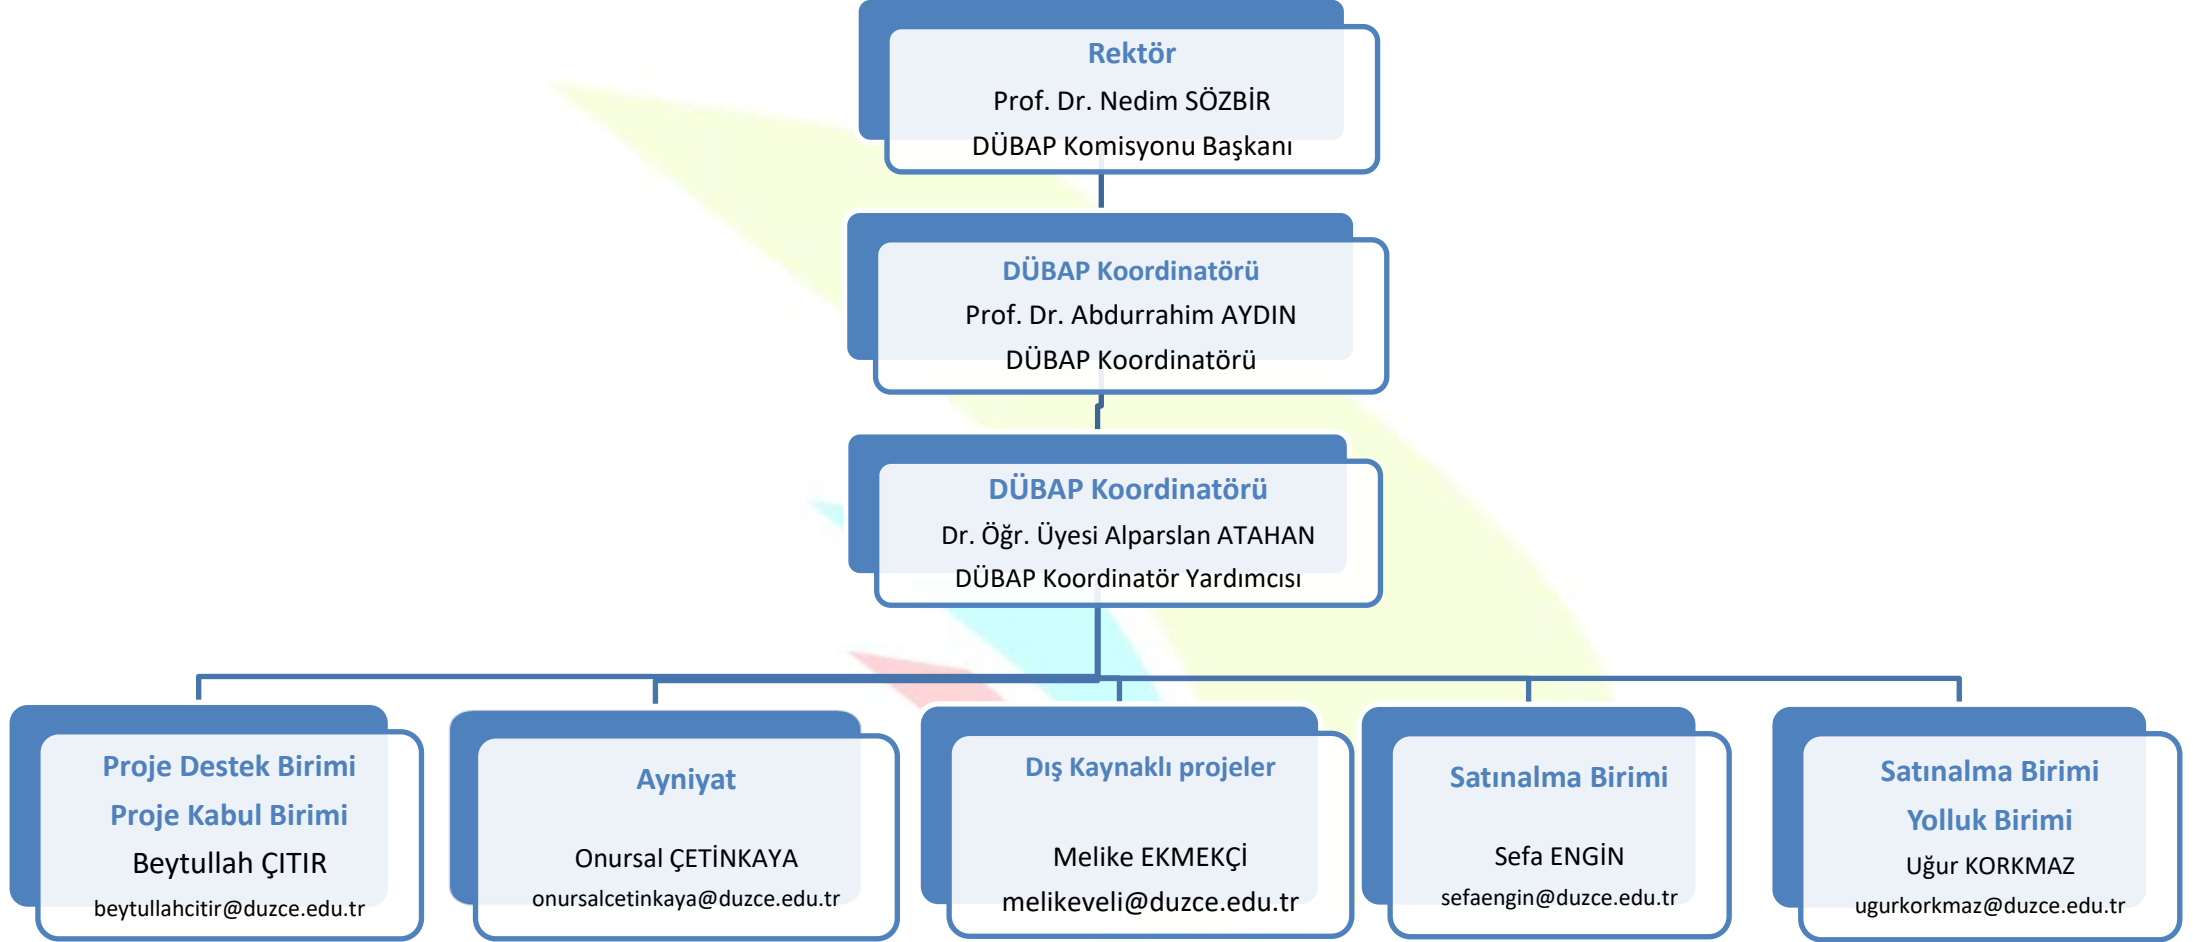 Rektör
Prof. Dr. Nedim SÖZBİR
DÜBAP Komisyonu Başkanı
DÜBAP Koordinatörü
Prof. Dr. Abdurrahim AYDIN
DÜBAP Koordinatörü
DÜBAP Koordinatörü
Dr. Öğr. Üyesi Alparslan ATAHAN
DÜBAP Koordinatör Yardımcısı
Proje Destek Birimi
Proje Kabul Birimi
Beytullah ÇITIR
beytullahcitir@duzce.edu.tr
Ayniyat
Onursal ÇETİNKAYA
onursalcetinkaya@duzce.edu.tr
Dış Kaynaklı projeler
Melike EKMEKÇİ
melikeveli@duzce.edu.tr
Satınalma Birimi
Sefa ENGİN
sefaengin@duzce.edu.tr
Satınalma Birimi
Yolluk Birimi
Uğur KORKMAZ
ugurkorkmaz@duzce.edu.tr